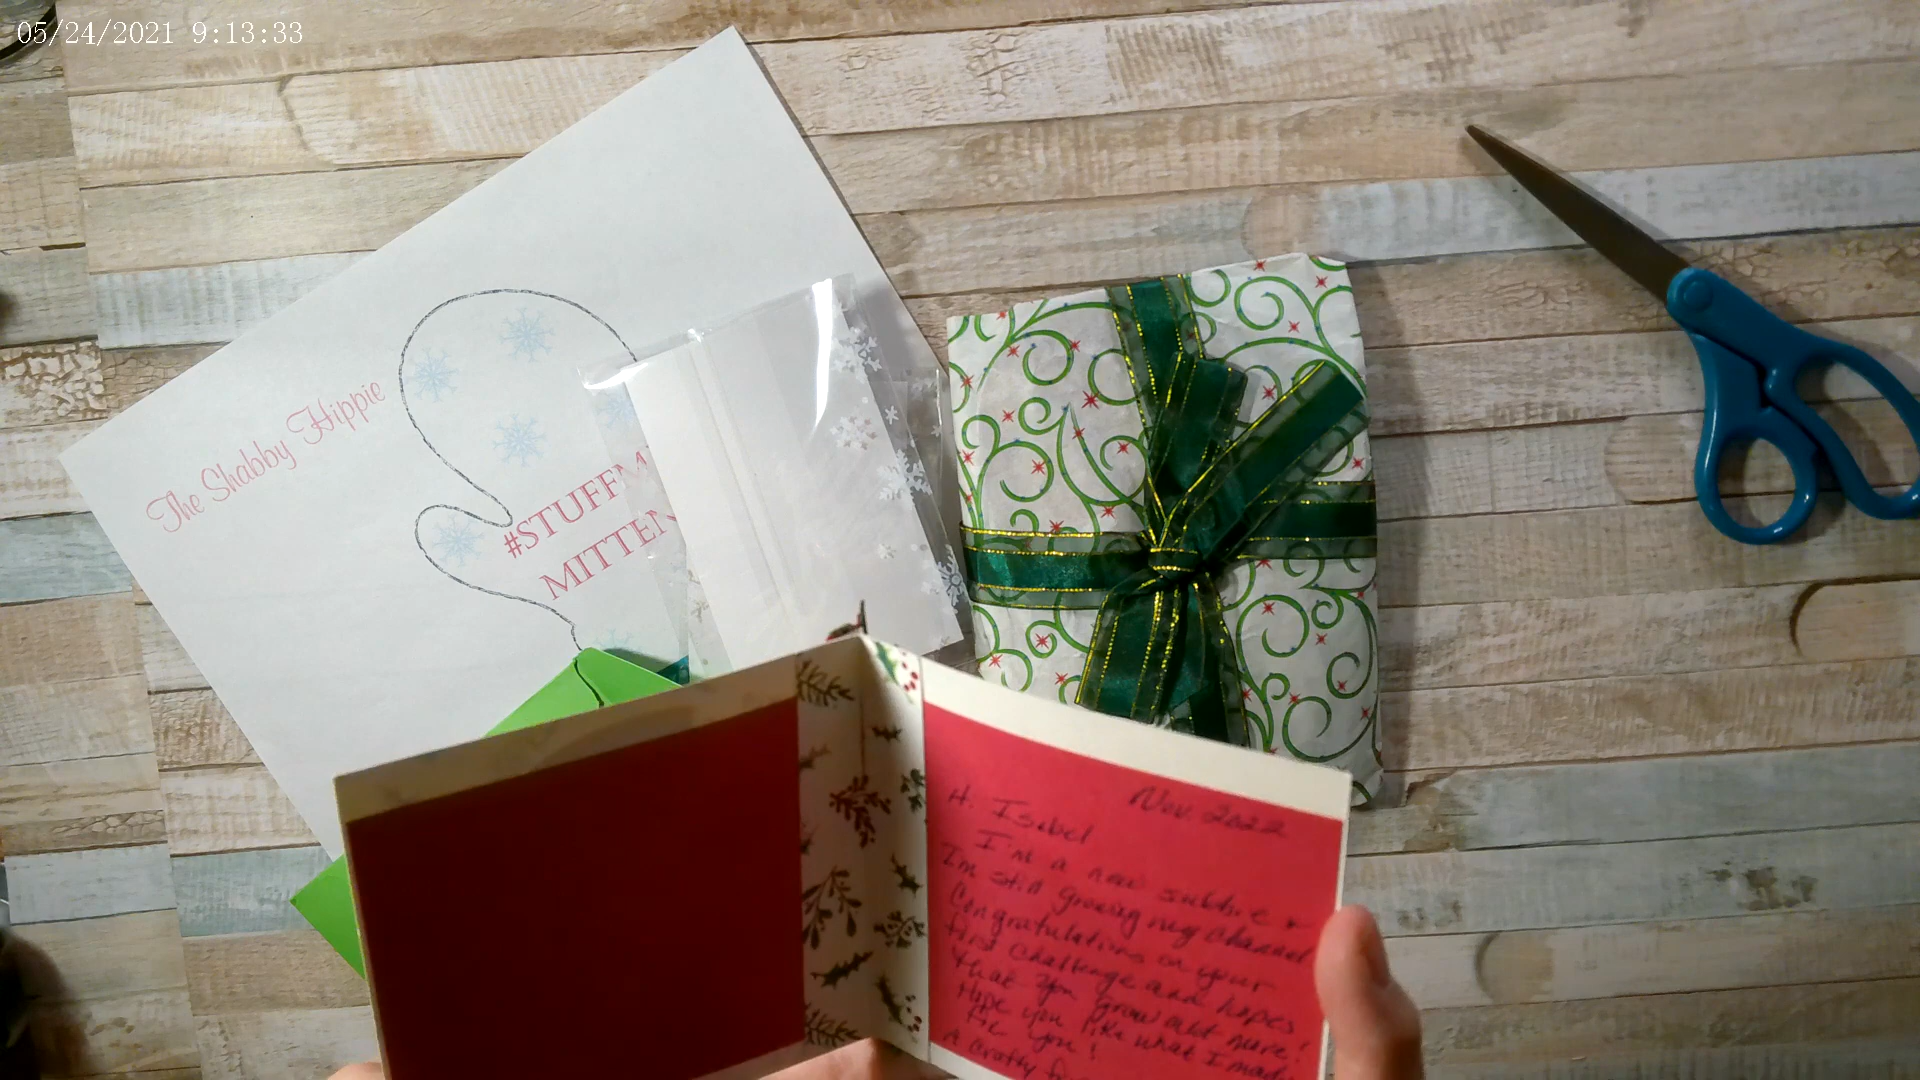 05/24/2021 9:13:33
The Shabby Hippie
#STUFFM
MITTEN
Nov. 2022
Hi Isabel
I'm a new subbie +
I'm still growing my channel
Congratulations on your
first challenge and hopes
that you grow alot more!
Hope you like what I made
for you!
A crafty